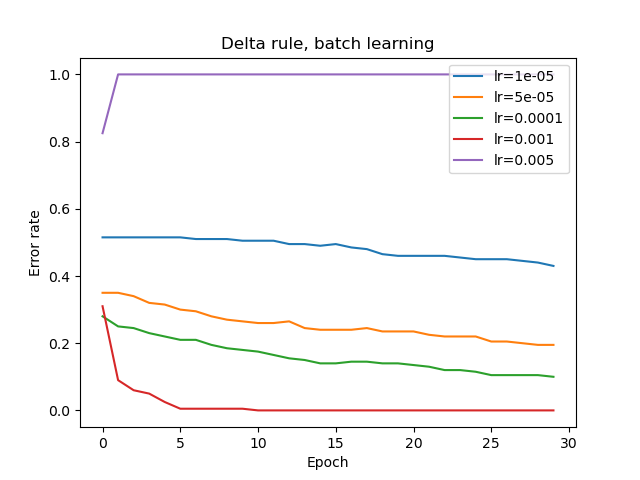 Delta rule, batch learning
Error rate
1.0
0.8
0.6
0.4
0.2
0.0
lr=1e-05
lr=5e-05
lr=0.0001
lr=0.001
lr=0.005
0 5 10 15 20 25 30
Epoch